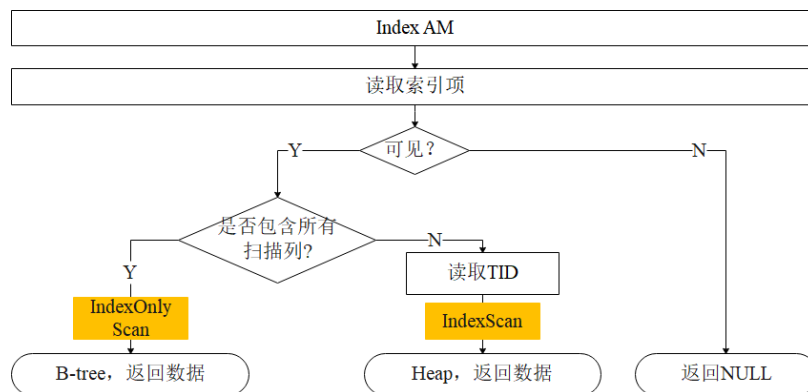 Index AM
读取索引项
可见？
Y
N
是否包含所有
扫描列?
Y
N
读取TID
IndexOnly
Scan
IndexScan
B-tree，返回数据
Heap，返回数据
返回NULL